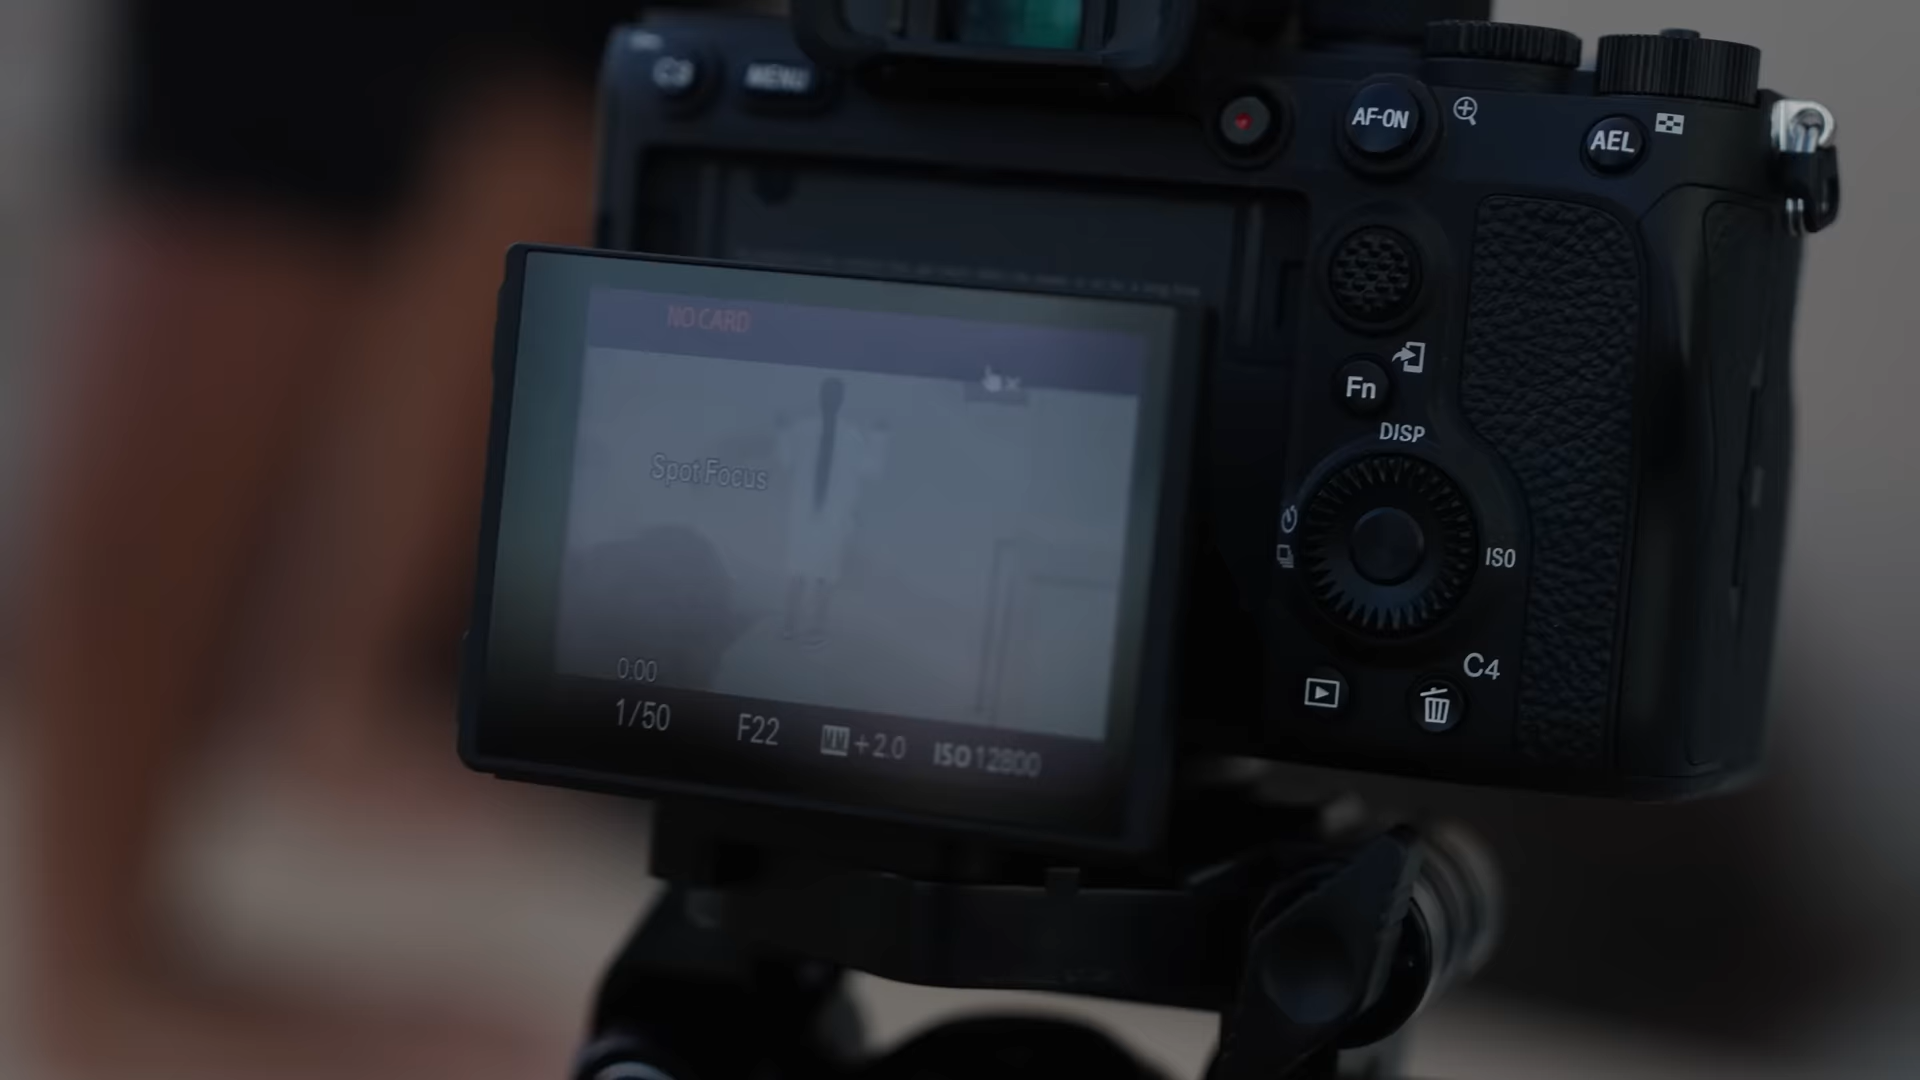 C3
MENU
AF-ON
AEL
NO CARD
Fn
DISP
Spot Focus
ISO
0:00
C4
1/50
F22
+2.0
ISO 12800